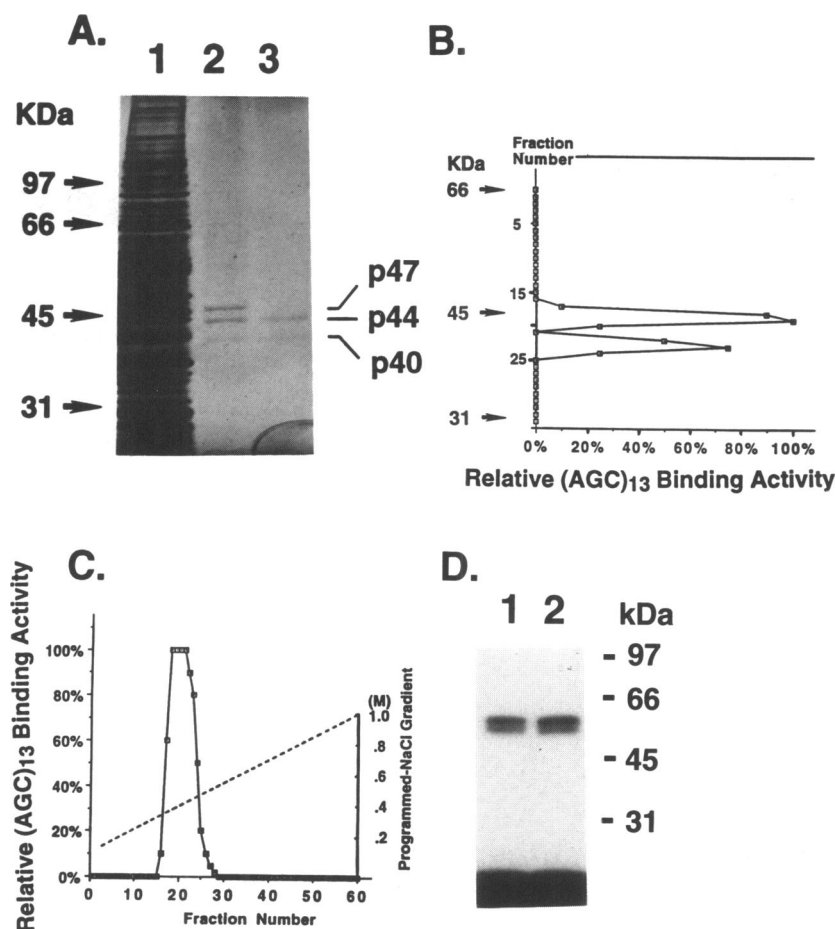 A.
1 2 3
KDa
97
66
45
31
p47
p44
p40
B.
Fraction
Number
KDa
66
45
31
5
15
25
0% 20% 40% 60% 80% 100%
Relative (AGC)13 Binding Activity
C.
Relative (AGC)13 Binding Activity
100%
80%
60%
40%
20%
0%
0 10 20 30 40 50 60
Fraction Number
(M)
1.0
.8
.6
.4
.2
Programmed-NaCl Gradient
D.
1 2 kDa
- 97
- 66
- 45
- 31